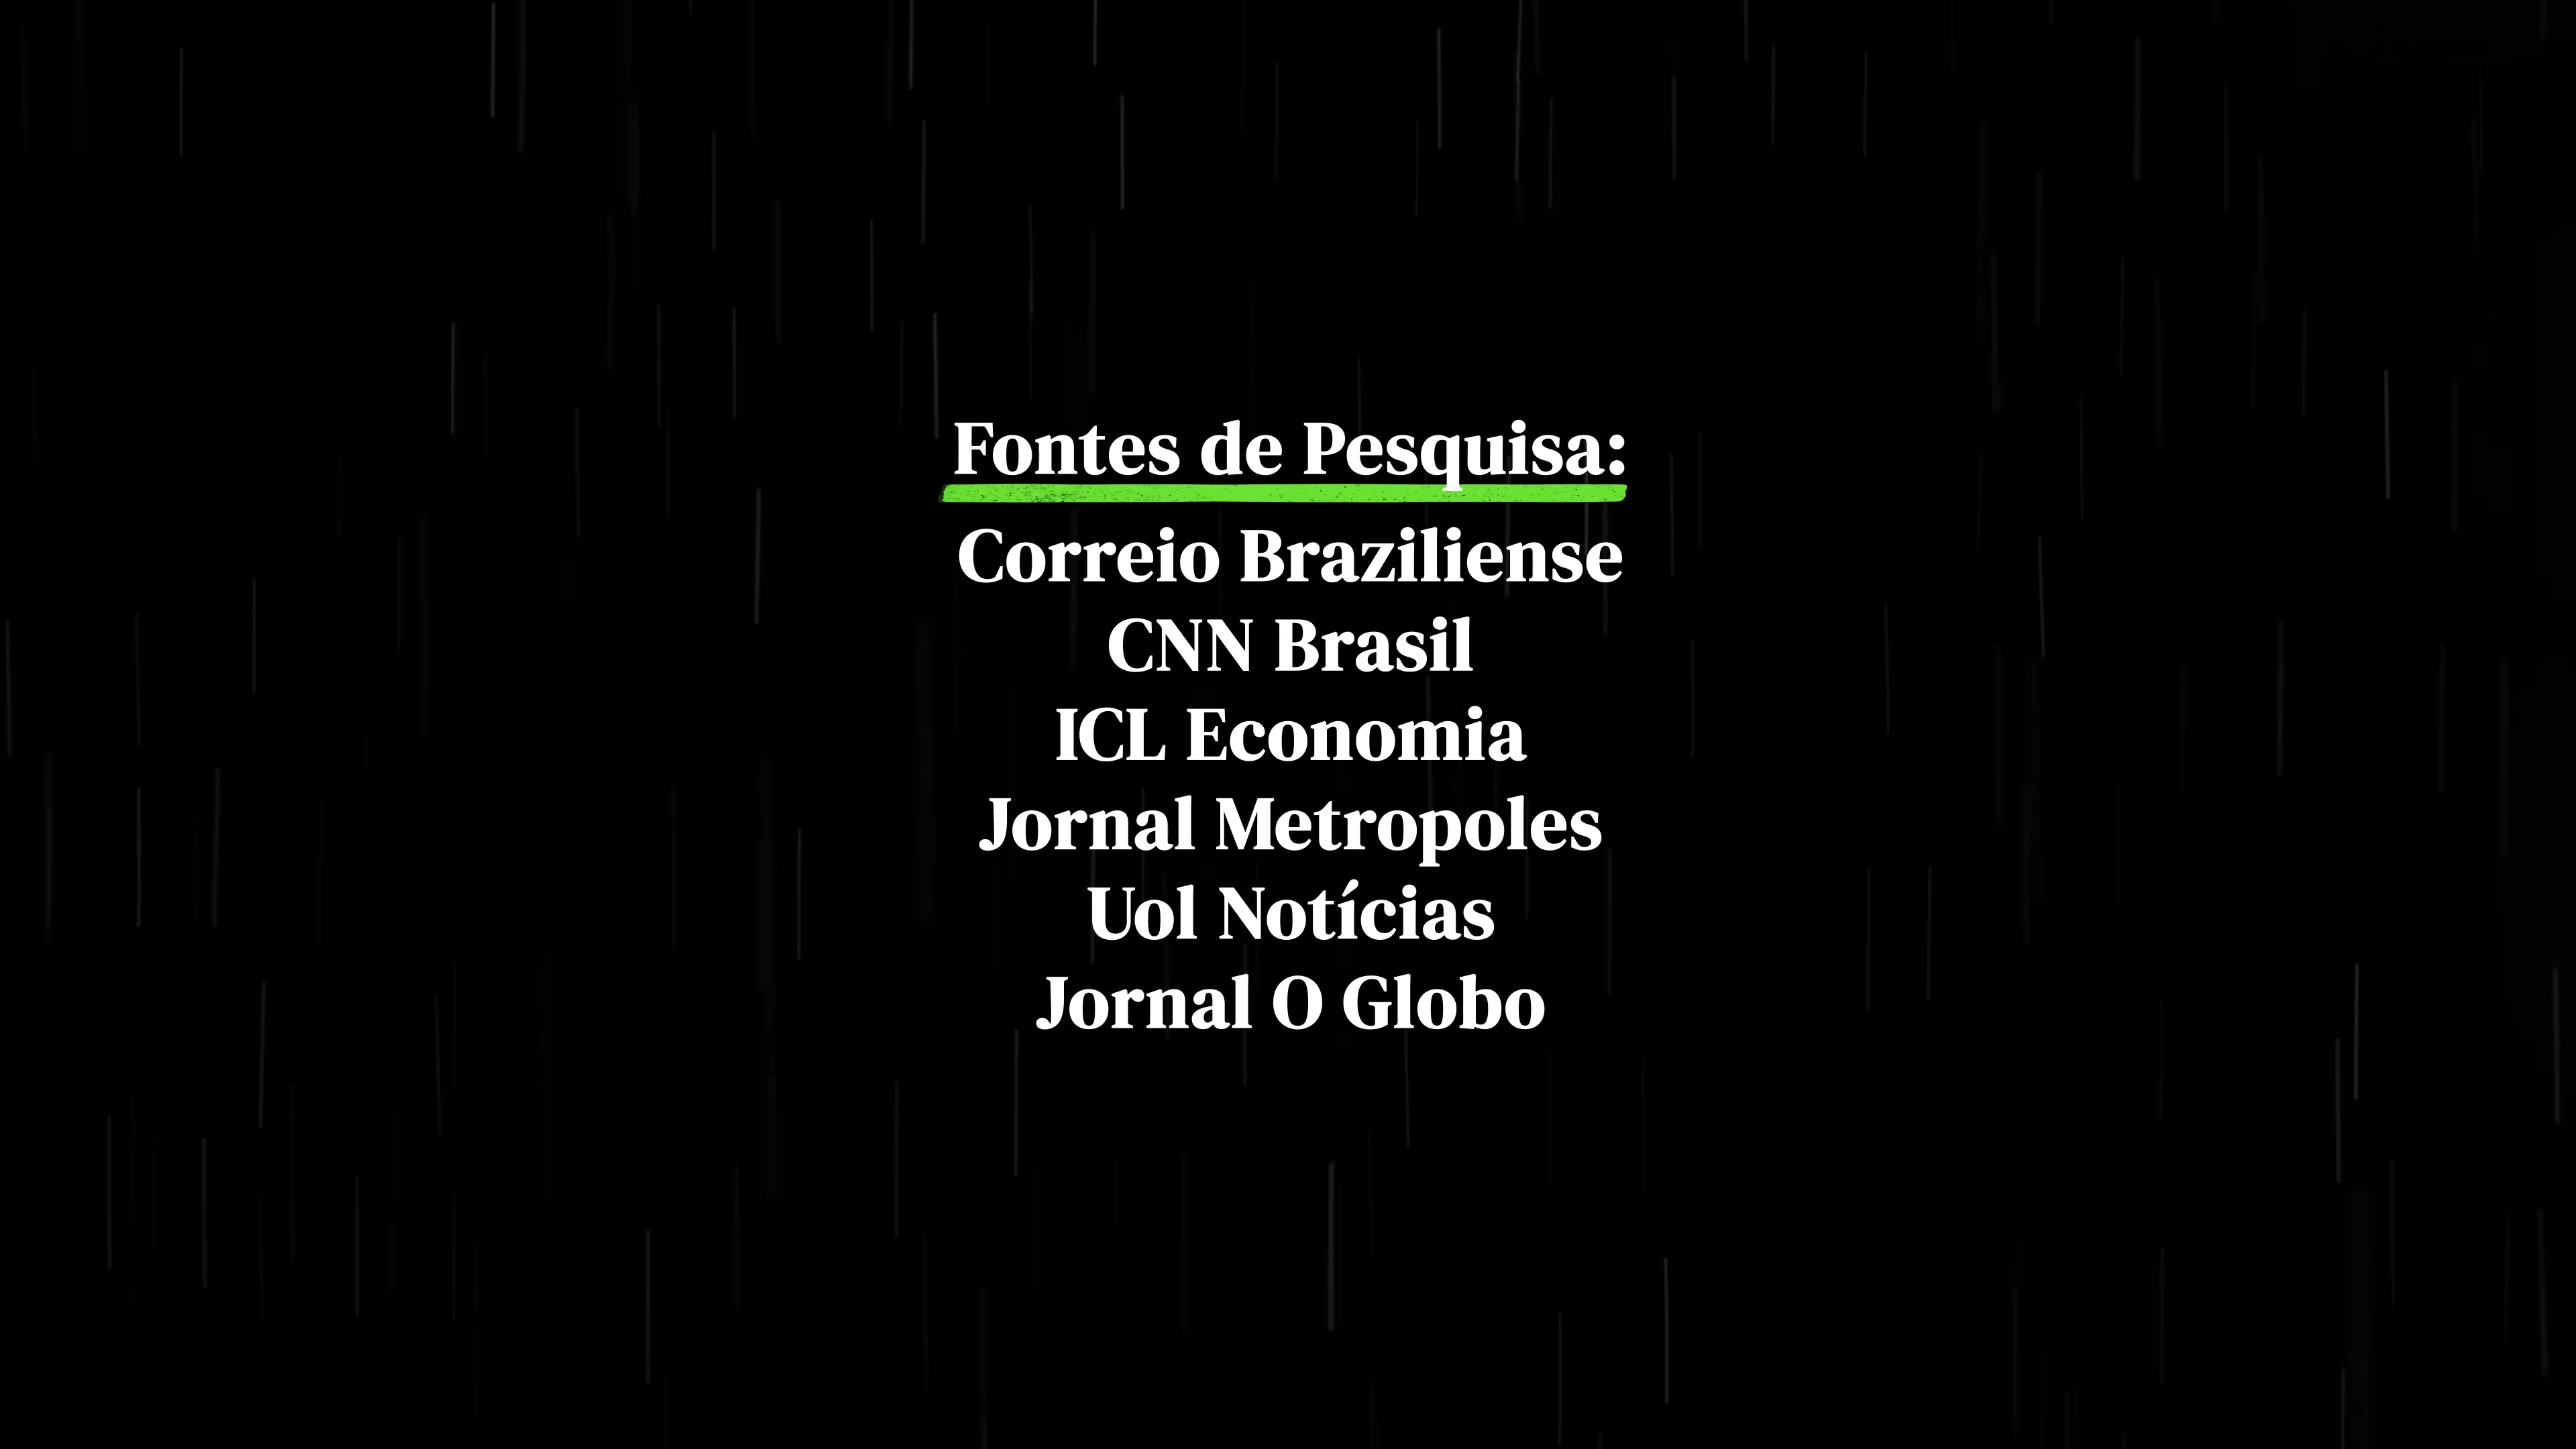 Fontes de Pesquisa:
Correio Braziliense
CNN Brasil
ICL Economia
Jornal Metropoles
Uol Notícias
Jornal O Globo